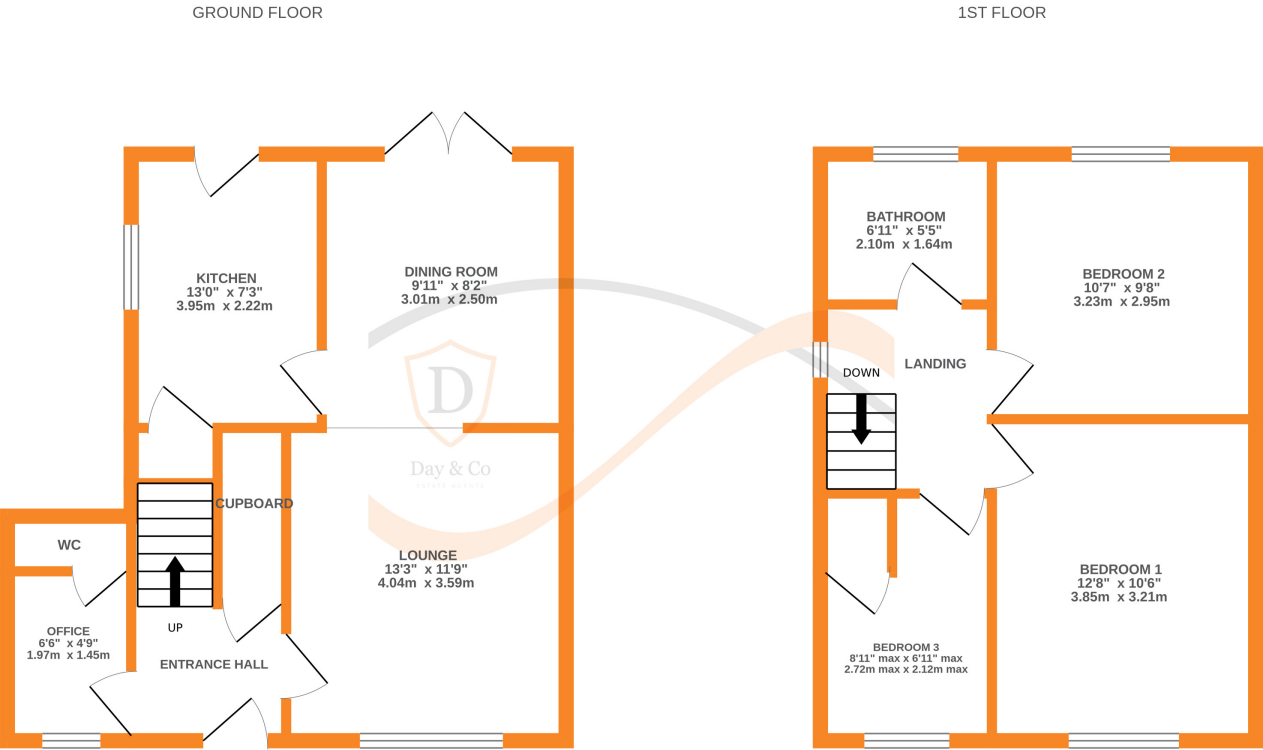 GROUND FLOOR
1ST FLOOR
KITCHEN
13'0" x 7'3"
3.95m x 2.22m
DINING ROOM
9'11" x 8'2"
3.01m x 2.50m
D
Day & Co
ESTATE AGENTS
CUPBOARD
WC
LOUNGE
13'3" x 11'9"
4.04m x 3.59m
UP
OFFICE
6'6" x 4'9"
1.97m x 1.45m
ENTRANCE HALL
BATHROOM
6'11" x 5'5"
2.10m x 1.64m
BEDROOM 2
10'7" x 9'8"
3.23m x 2.95m
LANDING
DOWN
BEDROOM 1
12'8" x 10'6"
3.85m x 3.21m
BEDROOM 3
8'11" max x 6'11" max
2.72m max x 2.12m max